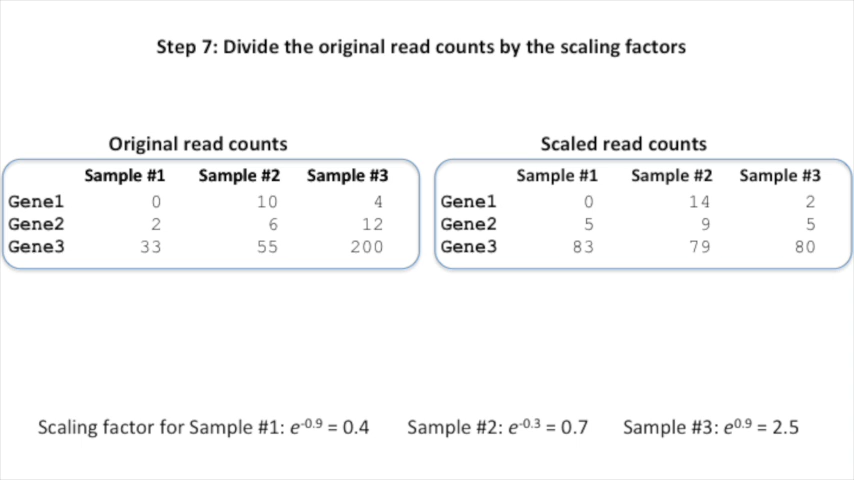 Step 7: Divide the original read counts by the scaling factors
Original read counts
Sample #1 Sample #2 Sample #3
Gene1 0 10 4
Gene2 2 6 12
Gene3 33 55 200
Scaled read counts
Sample #1 Sample #2 Sample #3
Gene1 0 14 2
Gene2 5 9 5
Gene3 83 79 80
Scaling factor for Sample #1: e⁻⁰·⁹ = 0.4 Sample #2: e⁻⁰·³ = 0.7 Sample #3: e⁰·⁹ = 2.5